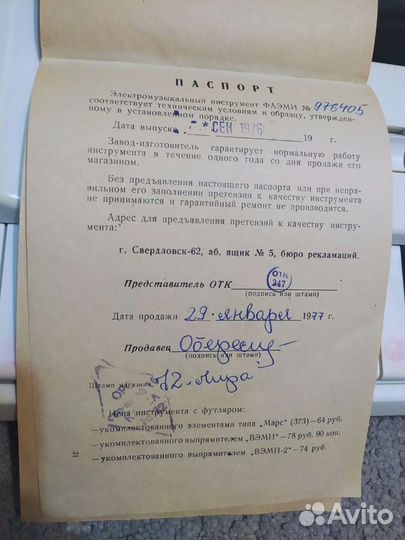 ПАСПОРТ
Электромузыкальный инструмент ФАЭМИ № 976405
соответствует техническим условиям и образцу, утвержден-
ному в установленном порядке.
Дата выпуска СЕН 1976 19 г.
Завод-изготовитель гарантирует нормальную работу
инструмента в течение одного года со дня продажи его
магазином.
Без предъявления настоящего паспорта или при непра-
вильном его заполнении претензии к качеству инструмента
не принимаются и гарантийный ремонт не производится.
Адрес для предъявления претензий к качеству инстру-
мента:
г. Свердловск-62, аб. ящик № 5, бюро рекламаций.
Представитель ОТК ОТК 247
(подпись или штамп)
Дата продажи 29 января 1977 г.
Продавец
(подпись или штамп)
Штамп магазина 12 „Лира"
Цена инструмента с футляром:
—укомплектованного элементами типа „Марс" (373)—64 руб.
—укомплектованного выпрямителем „ВЭМИ"—78 руб. 90 коп.
—укомплектованного выпрямителем „ВЭМИ-2"—74 руб.
31
Avito